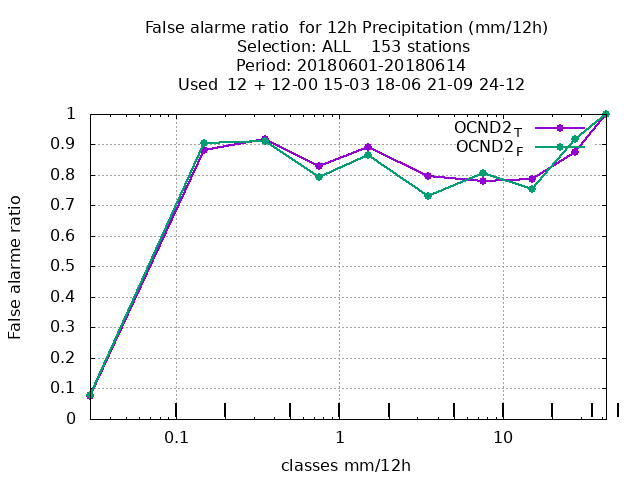 False alarme ratio  for 12h Precipitation (mm/12h)
Selection: ALL    153 stations
Period: 20180601-20180614
Used  12 + 12-00 15-03 18-06 21-09 24-12
OCND2T
OCND2F
1
0.9
0.8
0.7
0.6
0.5
0.4
0.3
0.2
0.1
0
False alarme ratio
0.1 1 10
classes mm/12h